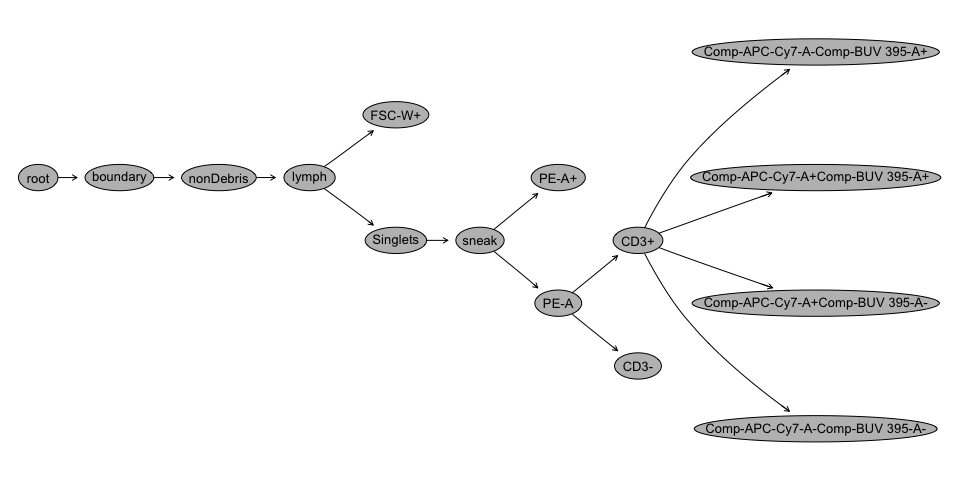 Comp-APC-Cy7-A-Comp-BUV 395-A+
FSC-W+
root
boundary
nonDebris
lymph
PE-A+
Comp-APC-Cy7-A+Comp-BUV 395-A+
Singlets
sneak
CD3+
PE-A
Comp-APC-Cy7-A+Comp-BUV 395-A-
CD3-
Comp-APC-Cy7-A-Comp-BUV 395-A-